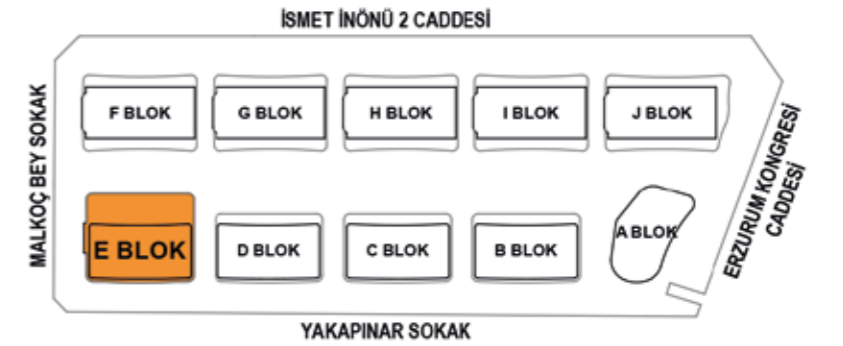 İSMET İNÖNÜ 2 CADDESİ
MALKOÇ BEY SOKAK
F BLOK
G BLOK
H BLOK
I BLOK
J BLOK
ERZURUM KONGRESİ
CADDESİ
E BLOK
D BLOK
C BLOK
B BLOK
A BLOK
YAKAPINAR SOKAK